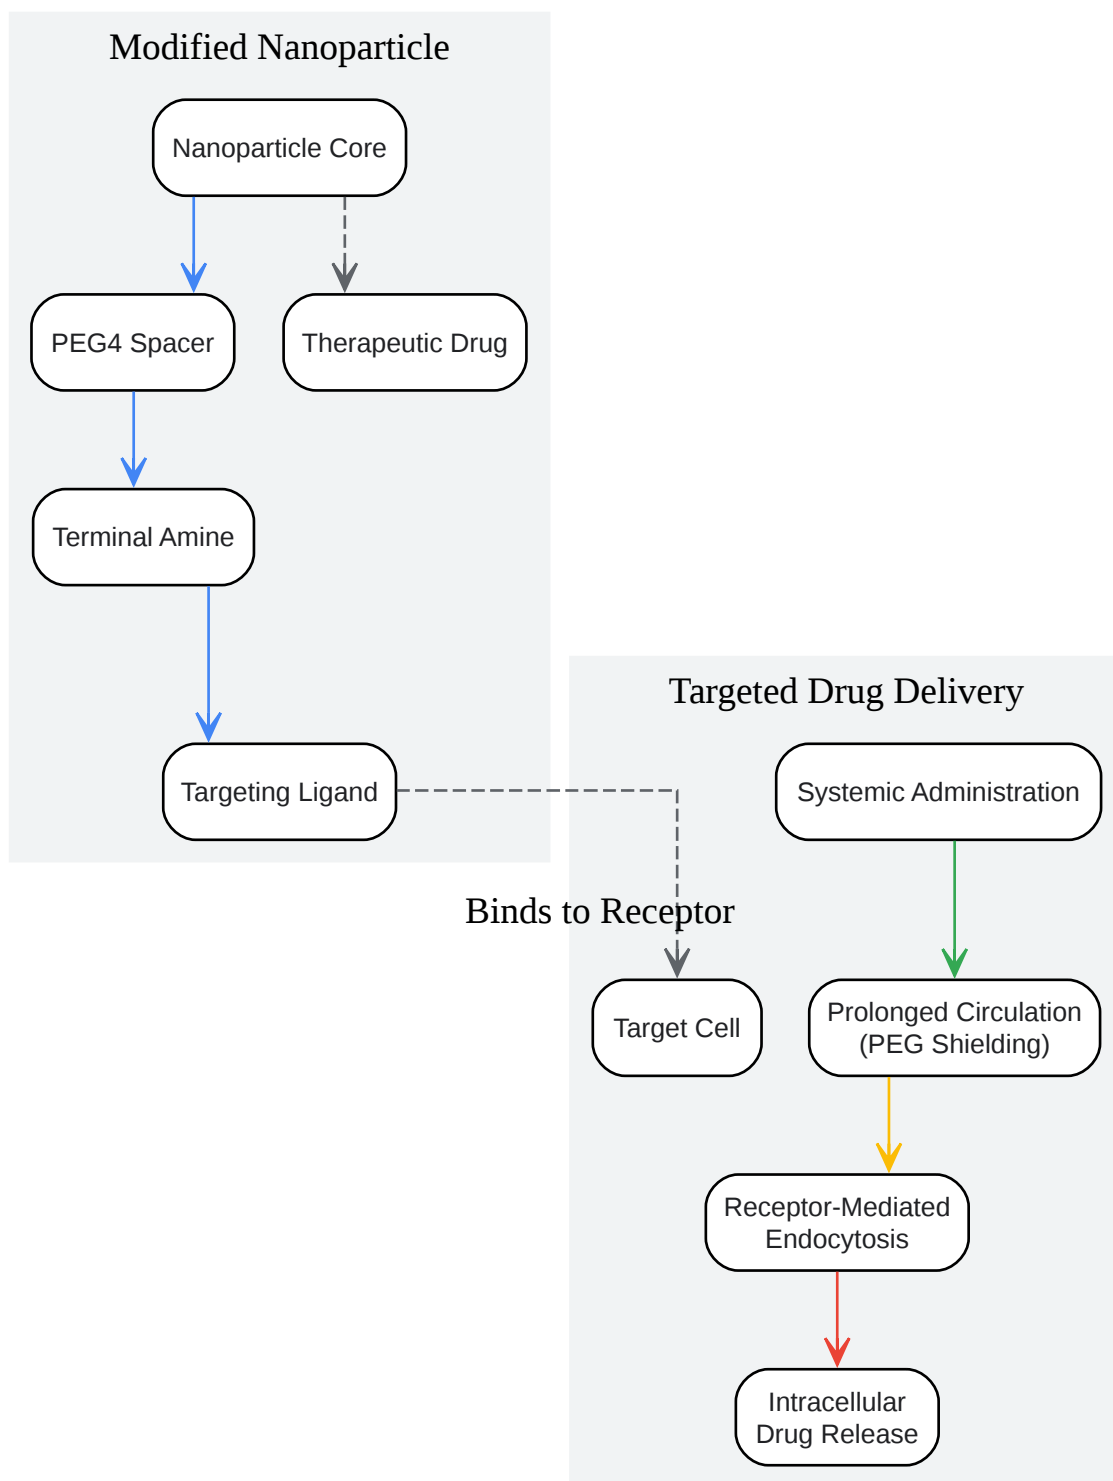 Modified Nanoparticle
Nanoparticle Core
PEG4 Spacer
Therapeutic Drug
Terminal Amine
Targeting Ligand
Targeted Drug Delivery
Systemic Administration
Binds to Receptor
Target Cell
Prolonged Circulation
(PEG Shielding)
Receptor-Mediated
Endocytosis
Intracellular
Drug Release